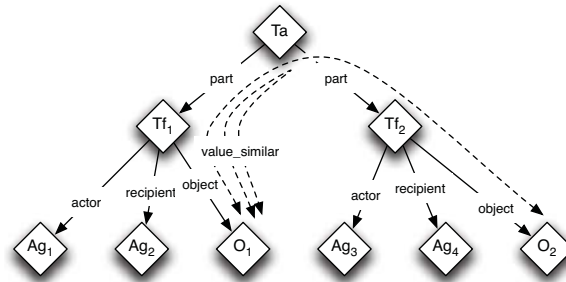 Ta
part
part
Tf₁
Tf₂
value_similar
actor
recipient
object
actor
recipient
object
Ag₁
Ag₂
O₁
Ag₃
Ag₄
O₂